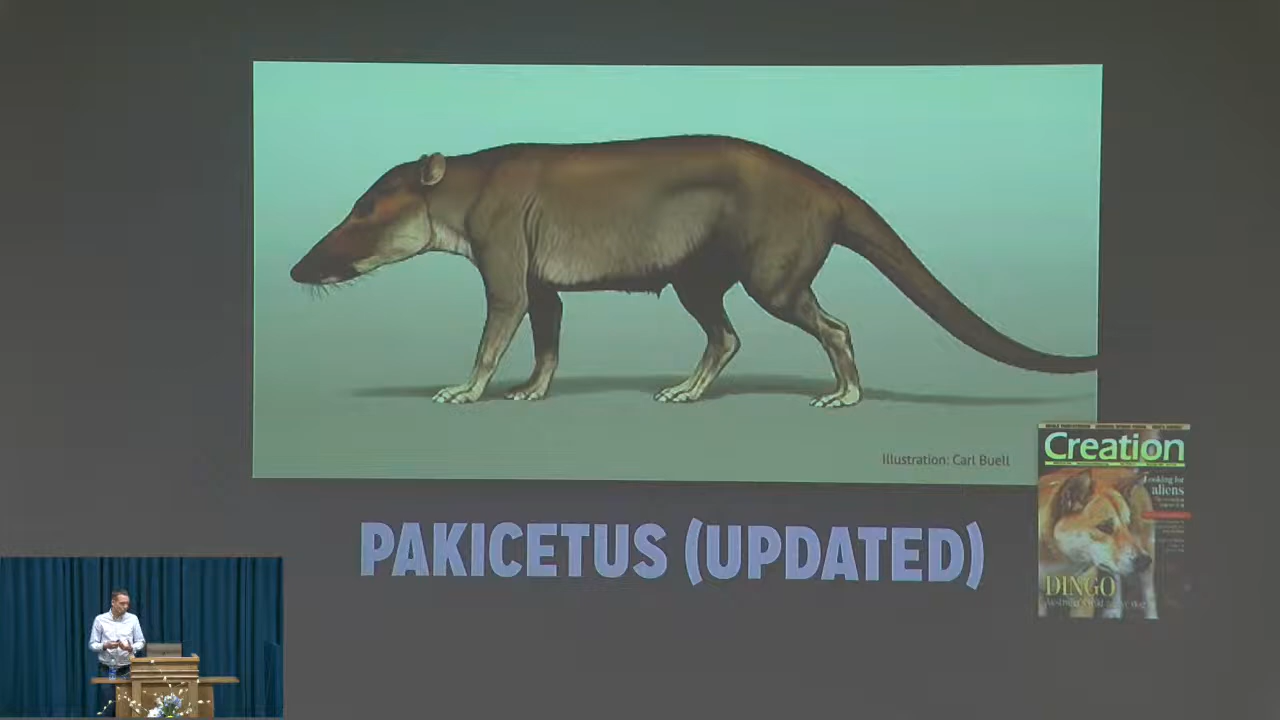 Illustration: Carl Buell
PAKICETUS (UPDATED)
Creation
Looking for
aliens
DINGO